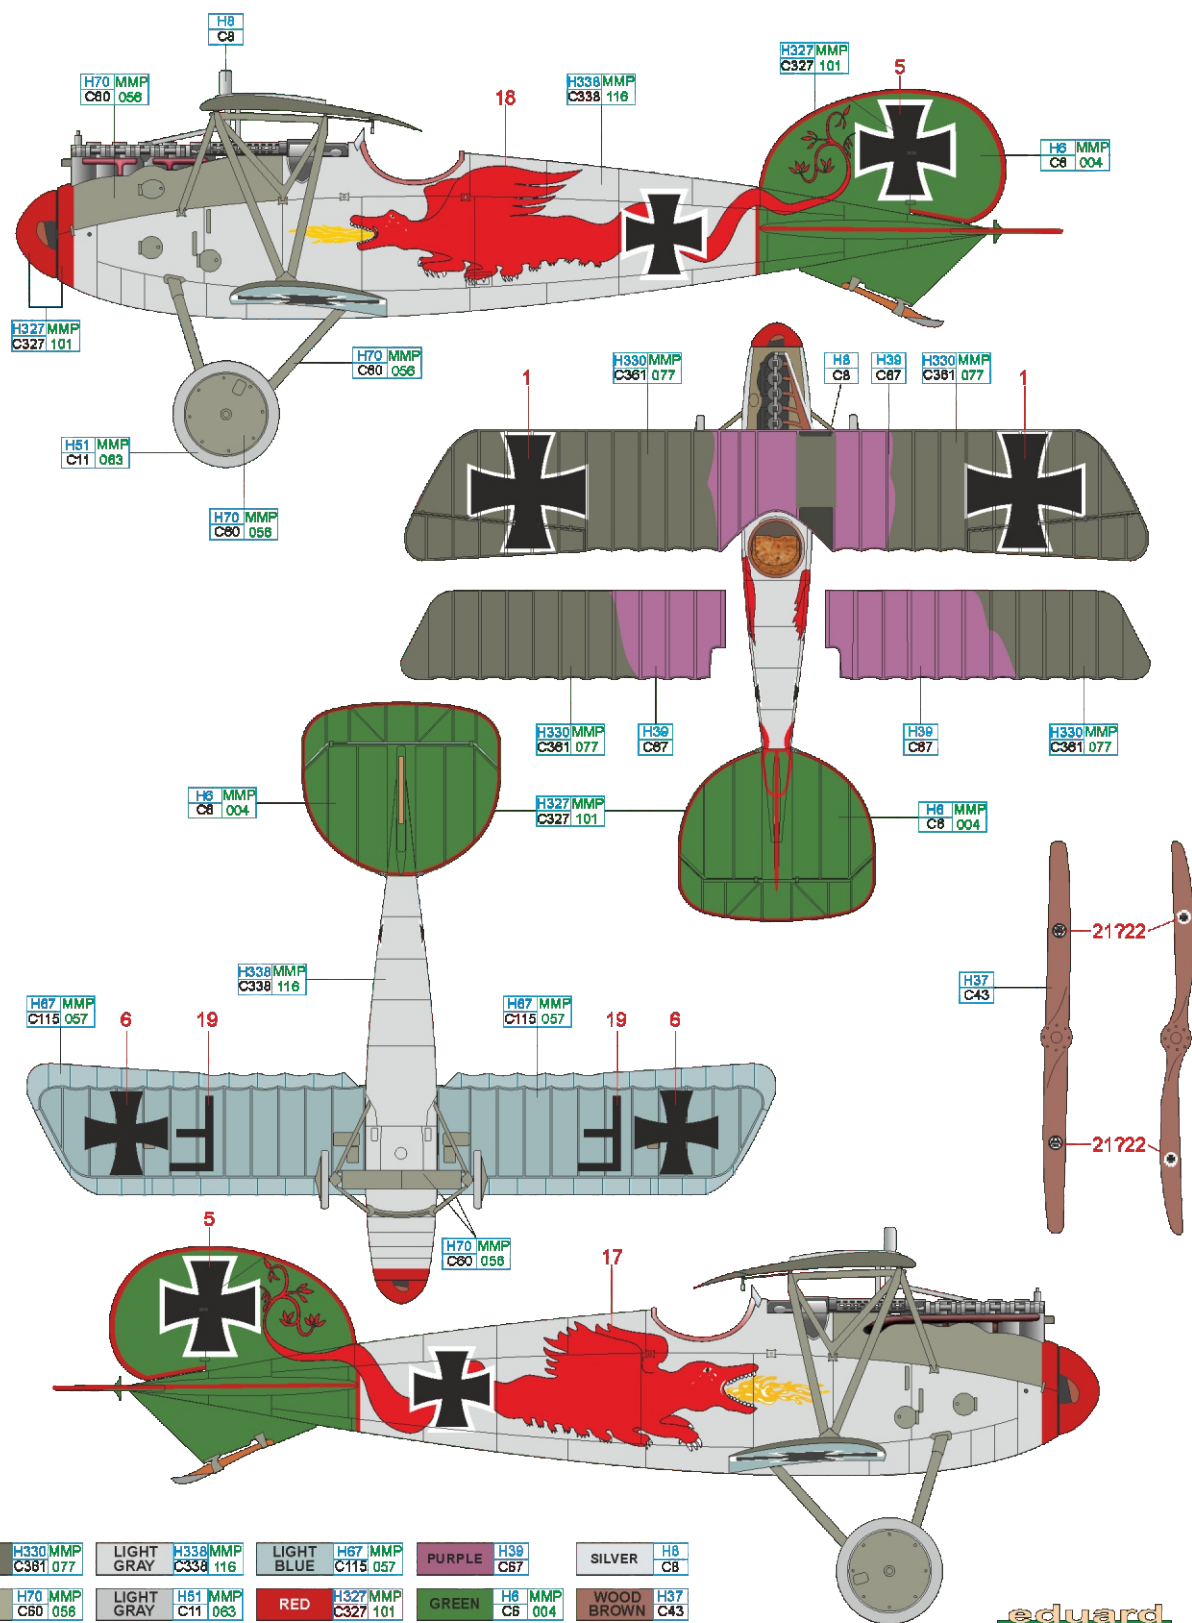 H8
C8
H70 MMP
C60 056
18
H338 MMP
C338 116
H327 MMP
C327 101
5
H6 MMP
C6 004
H327 MMP
C327 101
H70 MMP
C60 056
H51 MMP
C11 063
H70 MMP
C60 056
1
H330 MMP
C361 077
H8
C8
H39
C67
H330 MMP
C361 077
1
H330 MMP
C361 077
H39
C67
H39
C67
H330 MMP
C361 077
H6 MMP
C6 004
H327 MMP
C327 101
H6 MMP
C6 004
21?22
H37
C43
21?22
H338 MMP
C338 116
H67 MMP
C115 057
6
19
H67 MMP
C115 057
19
6
H70 MMP
C60 056
5
17
H330 MMP
C361 077
LIGHT GRAY H338 MMP
C338 116
LIGHT BLUE H67 MMP
C115 057
PURPLE H39
C67
SILVER H8
C8
H70 MMP
C60 056
LIGHT GRAY H51 MMP
C11 063
RED H327 MMP
C327 101
GREEN H6 MMP
C6 004
WOOD BROWN H37
C43
eduard